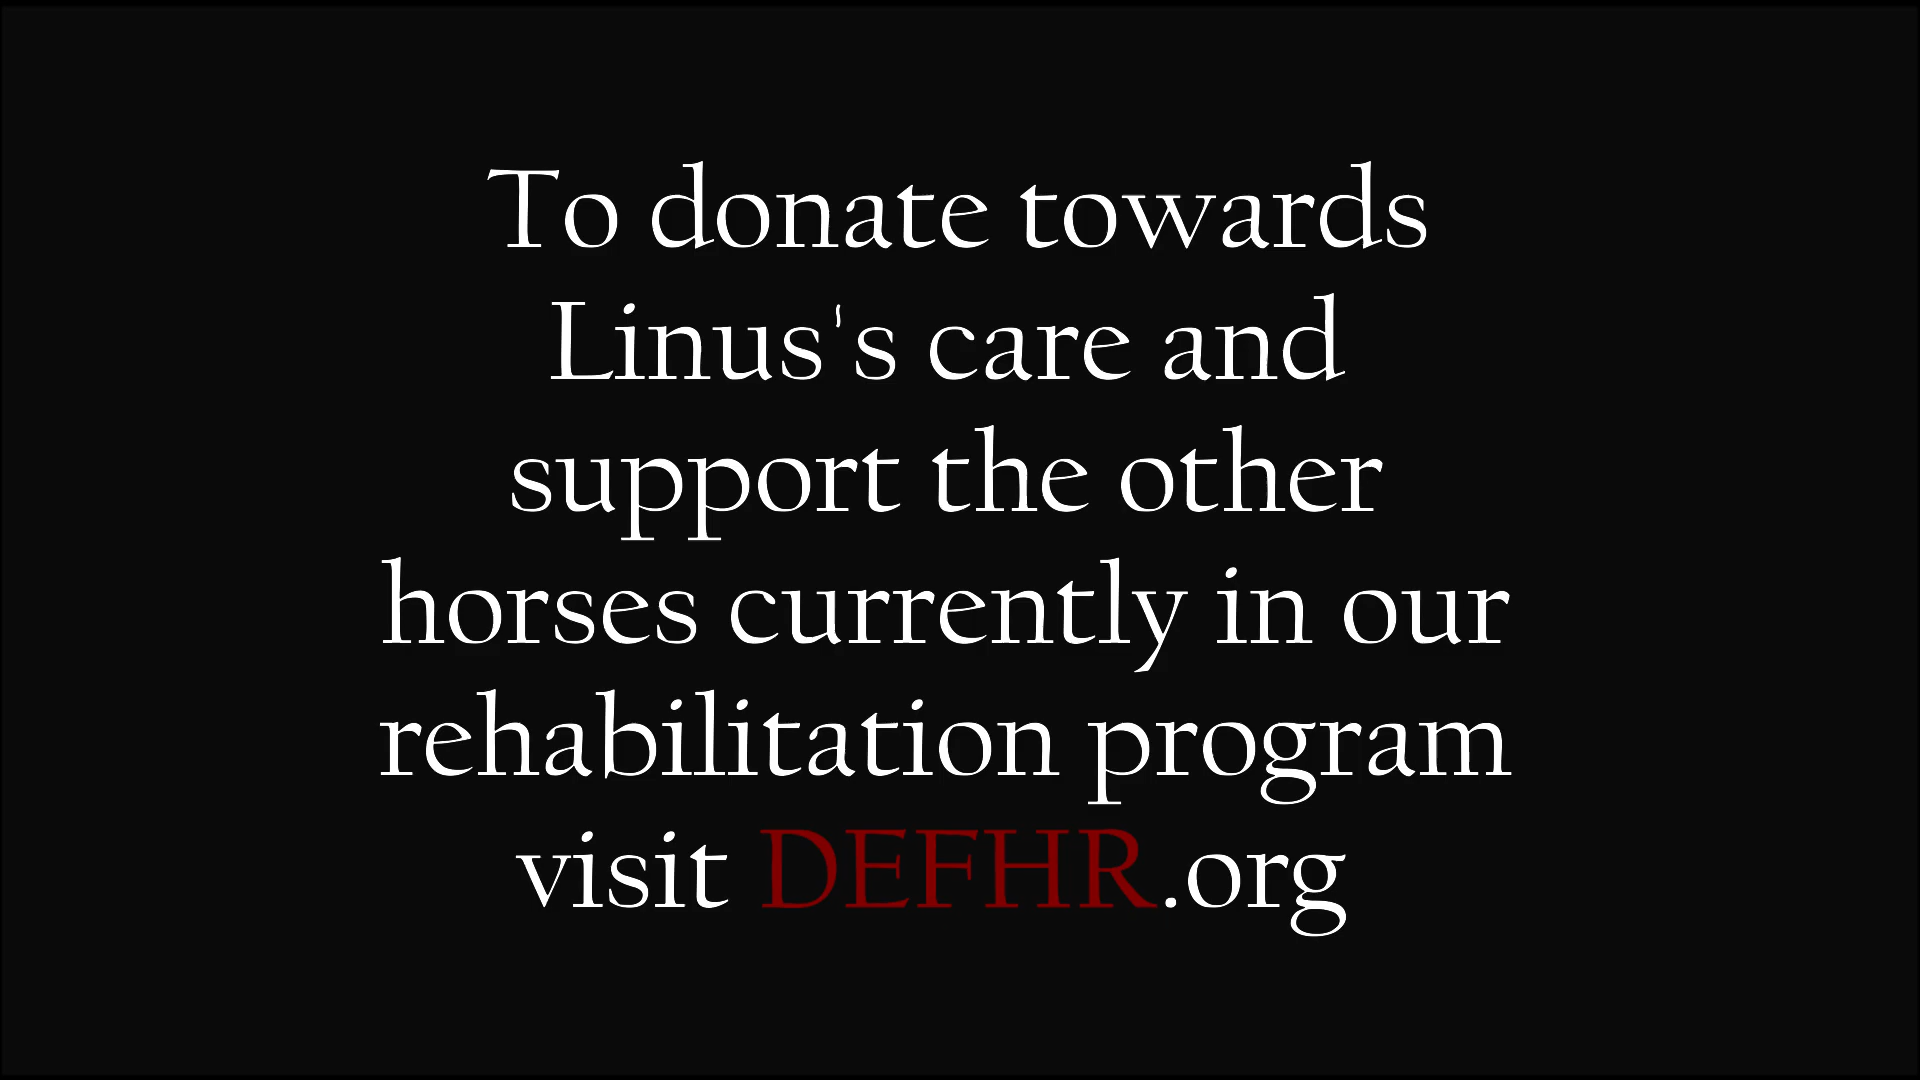 To donate towards
Linus's care and
support the other
horses currently in our
rehabilitation program
visit DEFHR.org